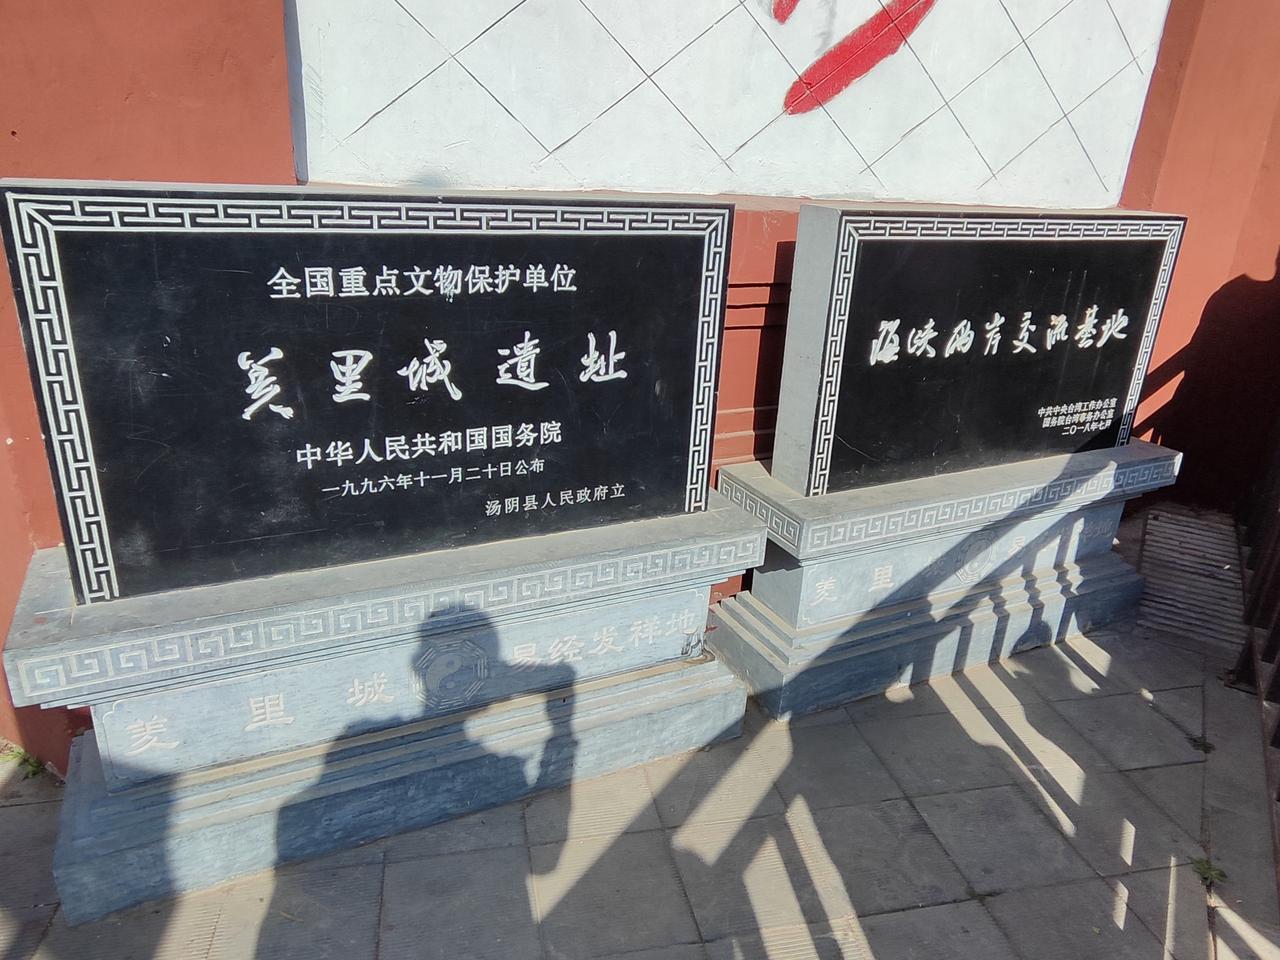 全国重点文物保护单位
羑里城遺址
中华人民共和国国务院
一九九六年十一月二十日公布
汤阴县人民政府立
羑里城 易经发祥地
海峡两岸交流基地
中共中央台湾工作办公室
国务院台湾事务办公室
二〇一八年七月
羑里城 易